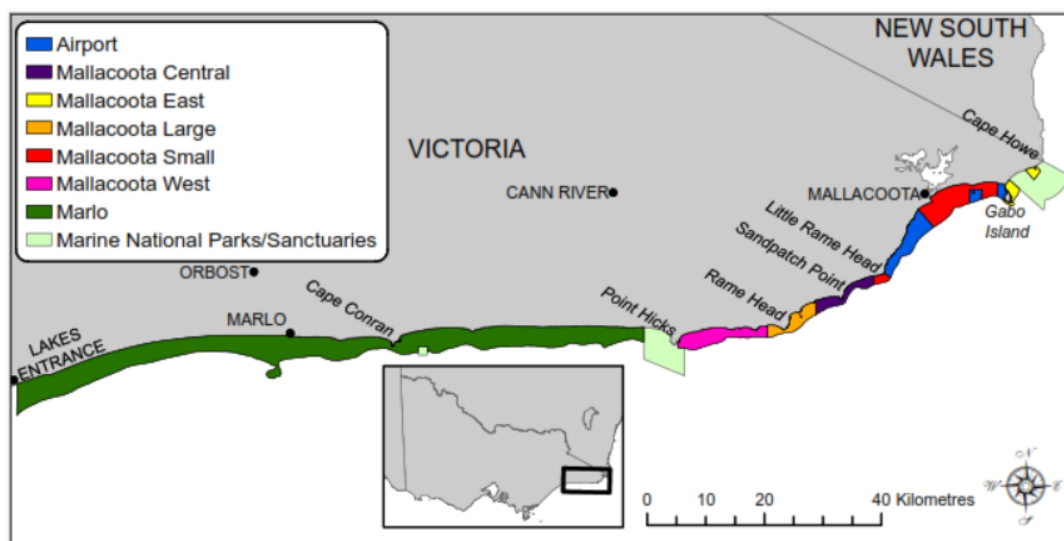 NEW SOUTH
WALES
Airport
Mallacoota Central
Mallacoota East
Mallacoota Large
Mallacoota Small
Mallacoota West
Marlo
Marine National Parks/Sanctuaries
VICTORIA
Cape Howe
CANN RIVER
MALLACOOTA
Gabo
Island
Little Rame Head
Sandpatch Point
Rame Head
Point Hicks
ORBOST
Cape Conran
MARLO
LAKES
ENTRANCE
N
W
E
S
0 10 20 40 Kilometres